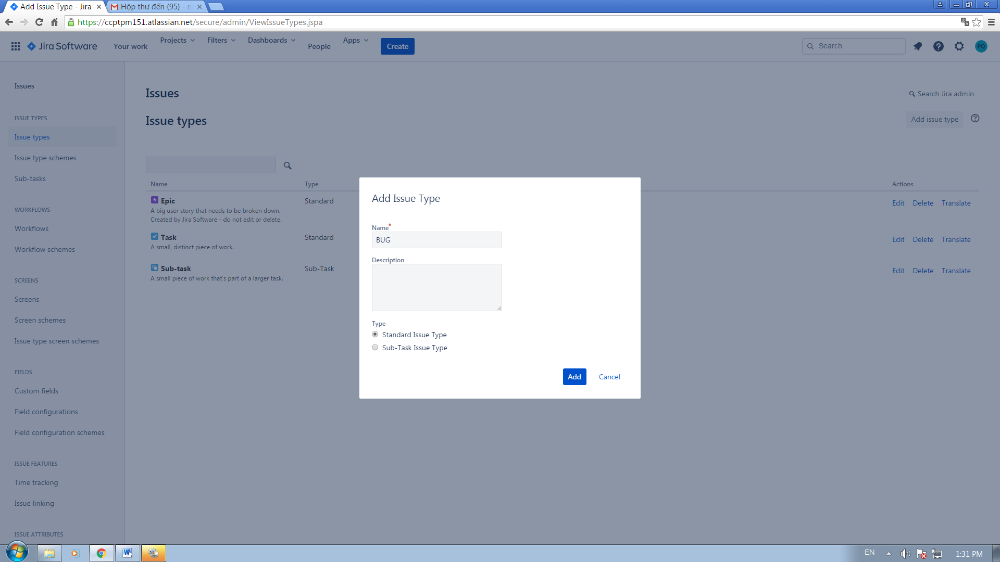 Add Issue Type - Jira
Hộp thư đến (95) -
https://ccptpm151.atlassian.net/secure/admin/ViewIssueTypes.jspa
Jira Software
Your work
Projects
Filters
Dashboards
People
Apps
Create
Search
PQ
Issues
ISSUE TYPES
Issue types
Issue type schemes
Sub-tasks
WORKFLOWS
Workflows
Workflow schemes
SCREENS
Screens
Screen schemes
Issue type screen schemes
FIELDS
Custom fields
Field configurations
Field configuration schemes
ISSUE FEATURES
Time tracking
Issue linking
ISSUE ATTRIBUTES
Issues
Search Jira admin
Issue types
Add issue type
Name Type Actions
Epic Standard Edit Delete Translate
A big user story that needs to be broken down.
Created by Jira Software - do not edit or delete.
Task Standard Edit Delete Translate
A small, distinct piece of work.
Sub-task Sub-Task Edit Delete Translate
A small piece of work that's part of a larger task.
Add Issue Type
Name*
BUG
Description
Type
Standard Issue Type
Sub-Task Issue Type
Add Cancel
EN
1:31 PM